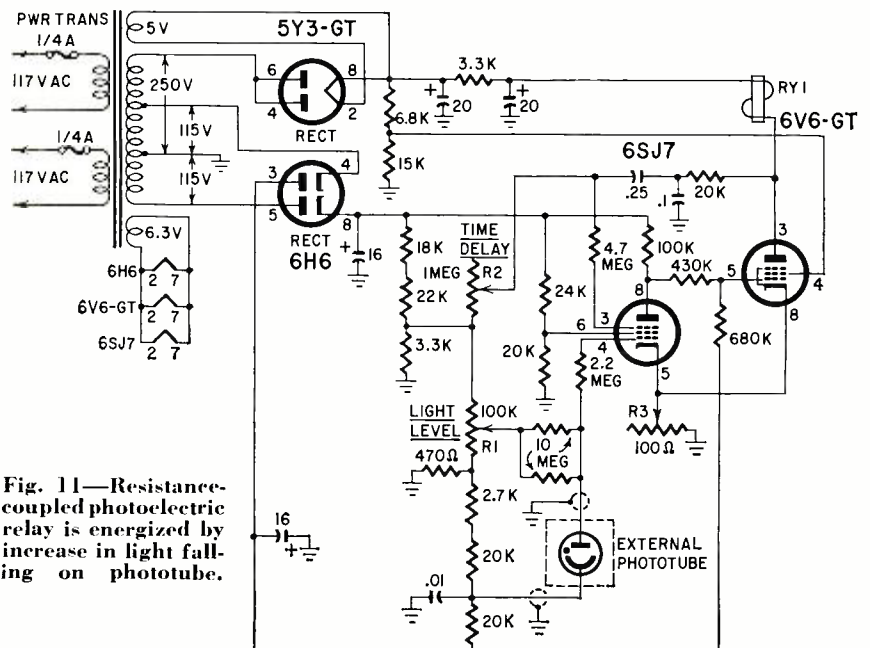 PWR TRANS
1/4A
117 VAC
1/4A
117 VAC
5V
250V
115V
115V
6.3V
6H6
2 7
6V6-GT
2 7
6SJ7
2 7
5Y3-GT
6
8
4
2
RECT
3
4
5
8
RECT
6H6
3.3K
+
20
+
20
6.8K
15K
RY1
6V6-GT
6SJ7
.25
20K
.1
+
16
18K
22K
3.3K
TIME
DELAY
1MEG
R2
24K
20K
4.7
MEG
100K
430K
8
3
6
4
5
2.2
MEG
3
5
4
8
680K
R3
100Ω
LIGHT
LEVEL
100K
R1
470Ω
10
MEG
2.7K
20K
.01
20K
EXTERNAL
PHOTOTUBE
16
+
Fig. 11—Resistance-
coupled photoelectric
relay is energized by
increase in light fall-
ing on phototube.